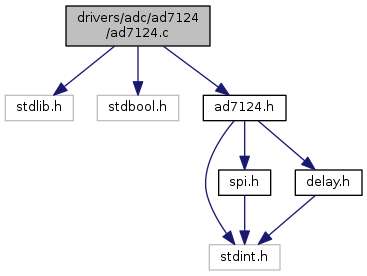 drivers/adc/ad7124
/ad7124.c
stdlib.h
stdbool.h
ad7124.h
spi.h
delay.h
stdint.h